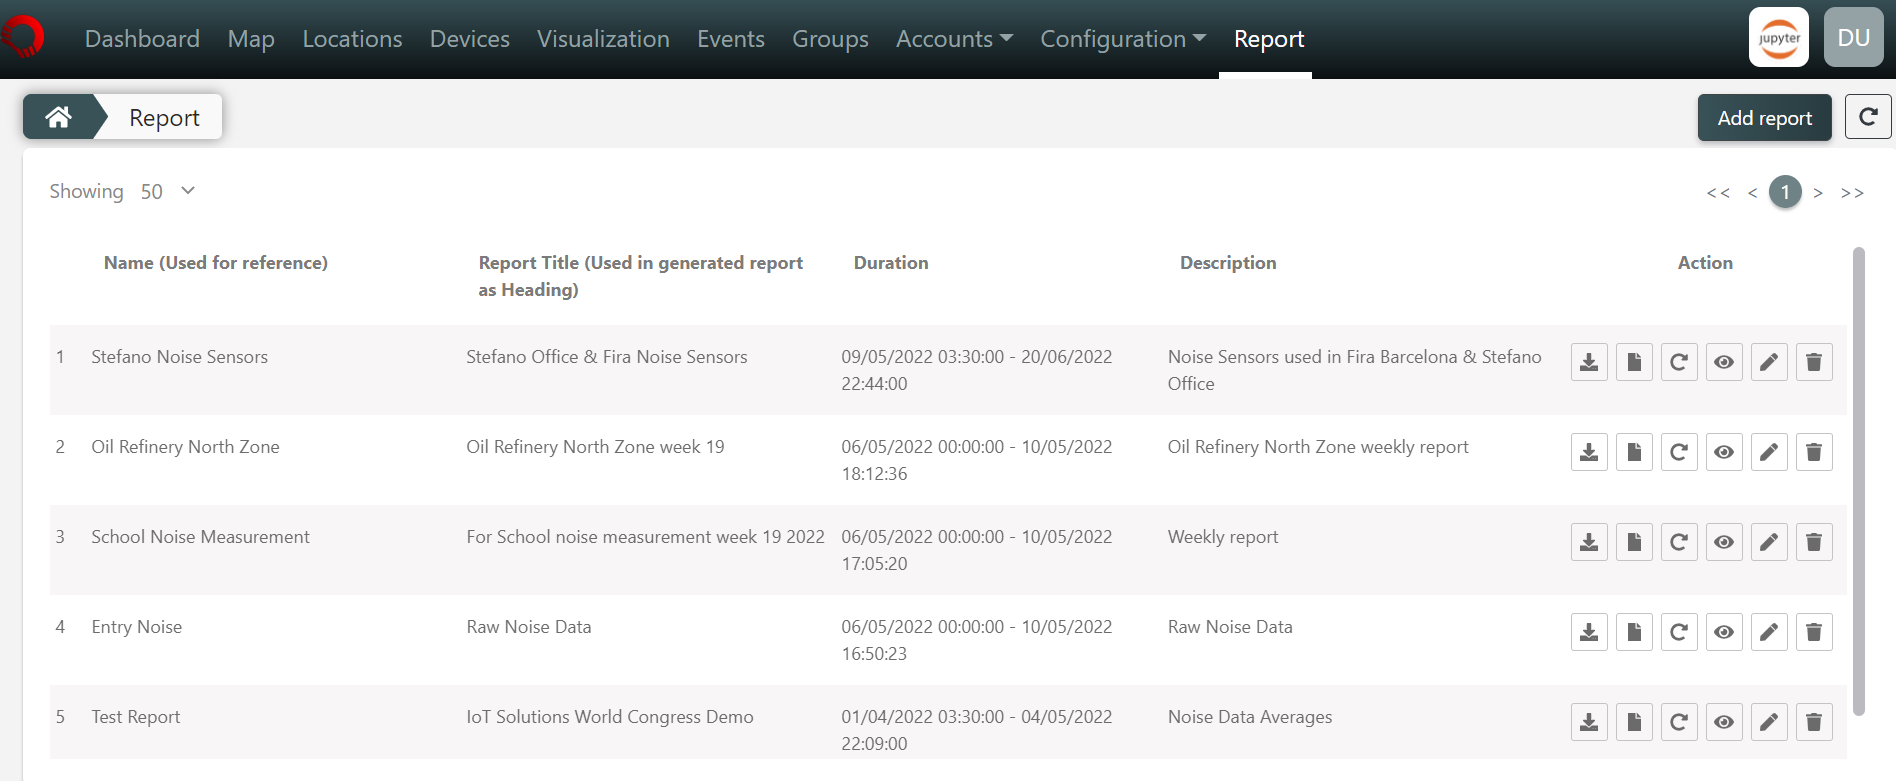 Dashboard Map Locations Devices Visualization Events Groups Accounts Configuration Report jupyter DU
Report Add report
Showing 50 << < 1 > >>
Name (Used for reference) Report Title (Used in generated report Duration Description Action
as Heading)
1 Stefano Noise Sensors Stefano Office & Fira Noise Sensors 09/05/2022 03:30:00 - 20/06/2022 Noise Sensors used in Fira Barcelona & Stefano
22:44:00 Office
2 Oil Refinery North Zone Oil Refinery North Zone week 19 06/05/2022 00:00:00 - 10/05/2022 Oil Refinery North Zone weekly report
18:12:36
3 School Noise Measurement For School noise measurement week 19 2022 06/05/2022 00:00:00 - 10/05/2022 Weekly report
17:05:20
4 Entry Noise Raw Noise Data 06/05/2022 00:00:00 - 10/05/2022 Raw Noise Data
16:50:23
5 Test Report IoT Solutions World Congress Demo 01/04/2022 03:30:00 - 04/05/2022 Noise Data Averages
22:09:00